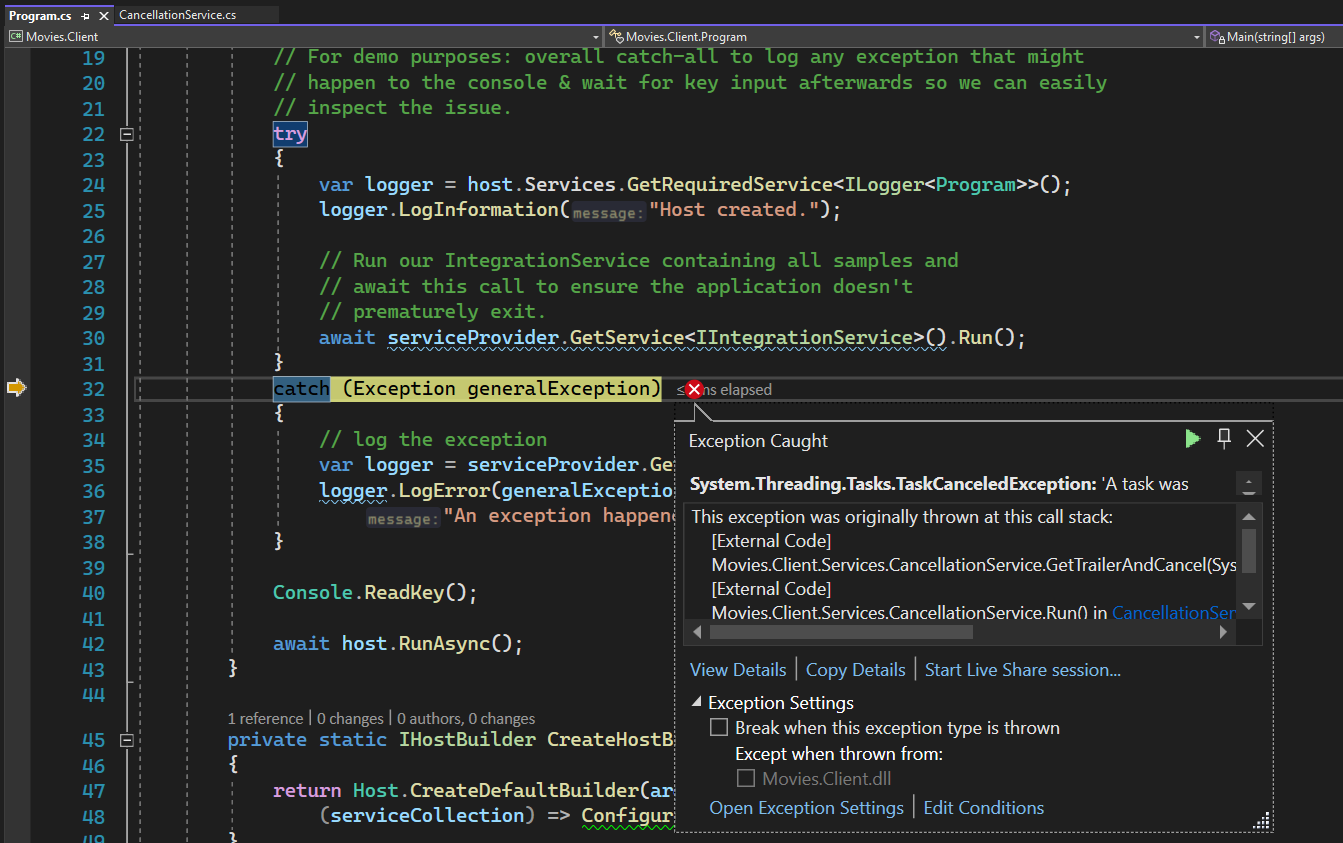 Program.cs
CancellationService.cs
Movies.Client
Movies.Client.Program
Main(string[] args)
19 // For demo purposes: overall catch-all to log any exception that might
20 // happen to the console & wait for key input afterwards so we can easily
21 // inspect the issue.
22 try
23 {
24 var logger = host.Services.GetRequiredService<ILogger<Program>>();
25 logger.LogInformation(message:"Host created.");
26
27 // Run our IntegrationService containing all samples and
28 // await this call to ensure the application doesn't
29 // prematurely exit.
30 await serviceProvider.GetService<IIntegrationService>().Run();
31 }
32 catch (Exception generalException) ≤ ms elapsed
33 {
34 // log the exception
35 var logger = serviceProvider.Ge
36 logger.LogError(generalExceptio
37 message:"An exception happene
38 }
39
40 Console.ReadKey();
41
42 await host.RunAsync();
43 }
44
1 reference | 0 changes | 0 authors, 0 changes
45 private static IHostBuilder CreateHostB
46 {
47 return Host.CreateDefaultBuilder(ar
48 (serviceCollection) => Configur
49 }
Exception Caught
System.Threading.Tasks.TaskCanceledException: 'A task was
This exception was originally thrown at this call stack:
[External Code]
Movies.Client.Services.CancellationService.GetTrailerAndCancel(Sys
[External Code]
Movies.Client.Services.CancellationService.Run() in CancellationSer
View Details | Copy Details | Start Live Share session...
Exception Settings
Break when this exception type is thrown
Except when thrown from:
Movies.Client.dll
Open Exception Settings | Edit Conditions